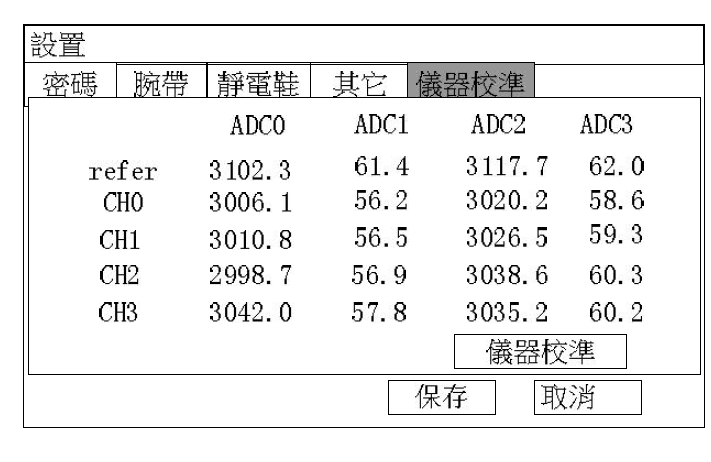 設置
密碼 腕帶 靜電鞋 其它 儀器校準
ADC0 ADC1 ADC2 ADC3
refer 3102.3 61.4 3117.7 62.0
CH0 3006.1 56.2 3020.2 58.6
CH1 3010.8 56.5 3026.5 59.3
CH2 2998.7 56.9 3038.6 60.3
CH3 3042.0 57.8 3035.2 60.2
儀器校準
保存 取消